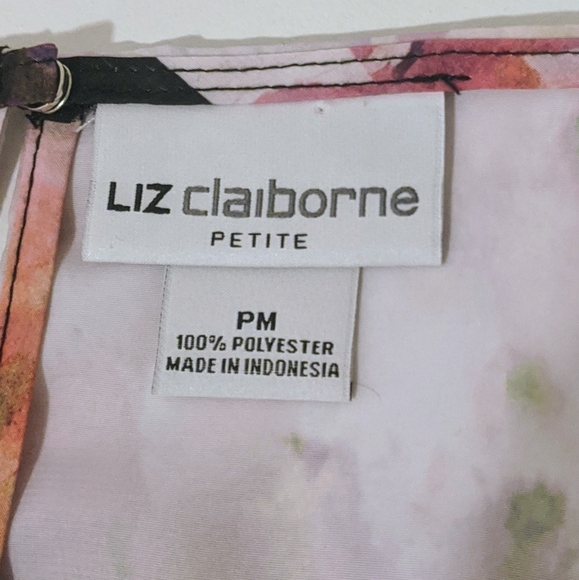 LIZ claiborne
PETITE
PM
100% POLYESTER
MADE IN INDONESIA